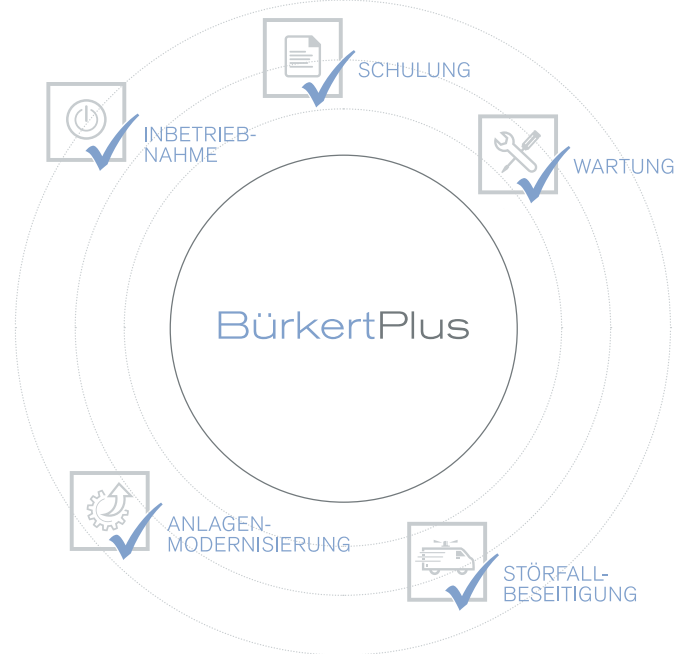 SCHULUNG
INBETRIEB-
NAHME
WARTUNG
BürkertPlus
ANLAGEN-
MODERNISIERUNG
STÖRFALL-
BESEITIGUNG